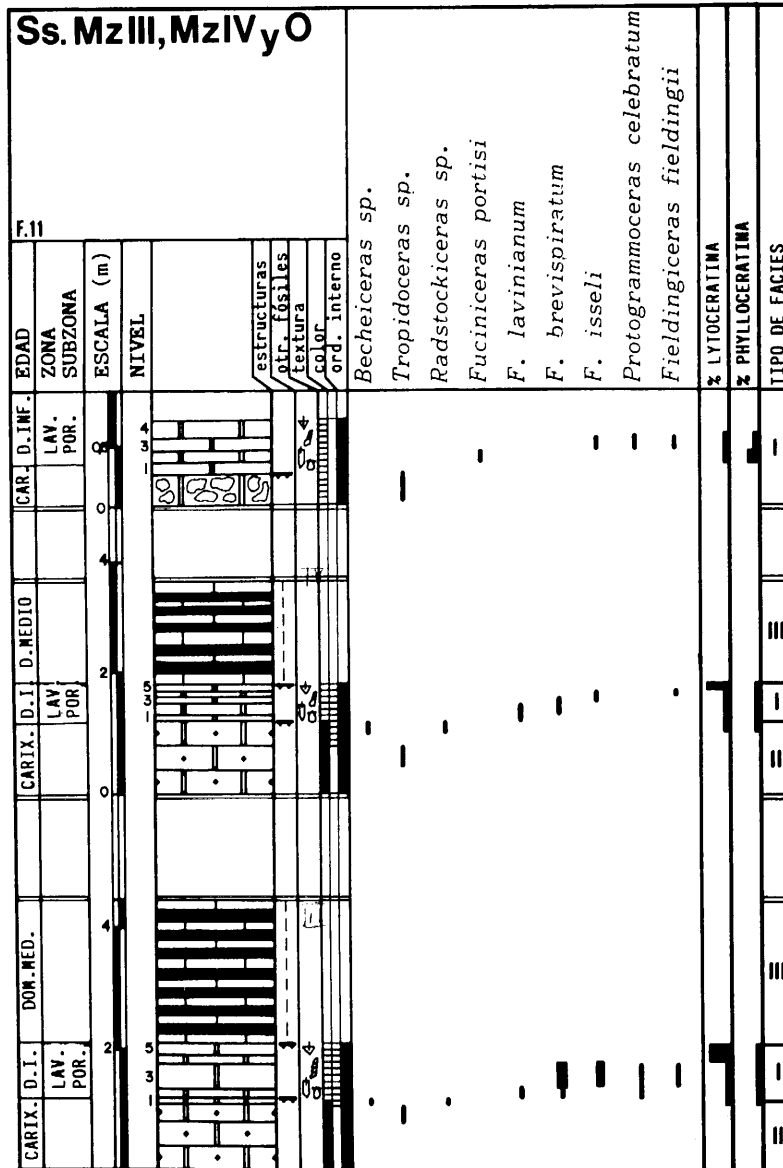 Ss. MzIII, MzIV y O
F.11
EDAD
ZONA
SUBZONA
ESCALA (m)
NIVEL
estructuras
otr. fósiles
textura
color
ord. interno
Becheiceras sp.
Tropidoceras sp.
Radstockiceras sp.
Fuciniceras portisi
F. lavinianum
F. brevispiratum
F. isseli
Protogrammoceras celebratum
Fieldingiceras fieldingii
% LYTOCERATINA
% PHYLLOCERATINA
TIPO DE FACIES
CAR. D.INF.
LAV.
POR.
0
4
3
1
I
CARIX. D.I. D.MEDIO
LAV.
POR.
4
2
0
5
3
1
III
I
II
CARIX. D.I. DOM.MED.
LAV.
POR.
4
2
5
3
1
III
I
II